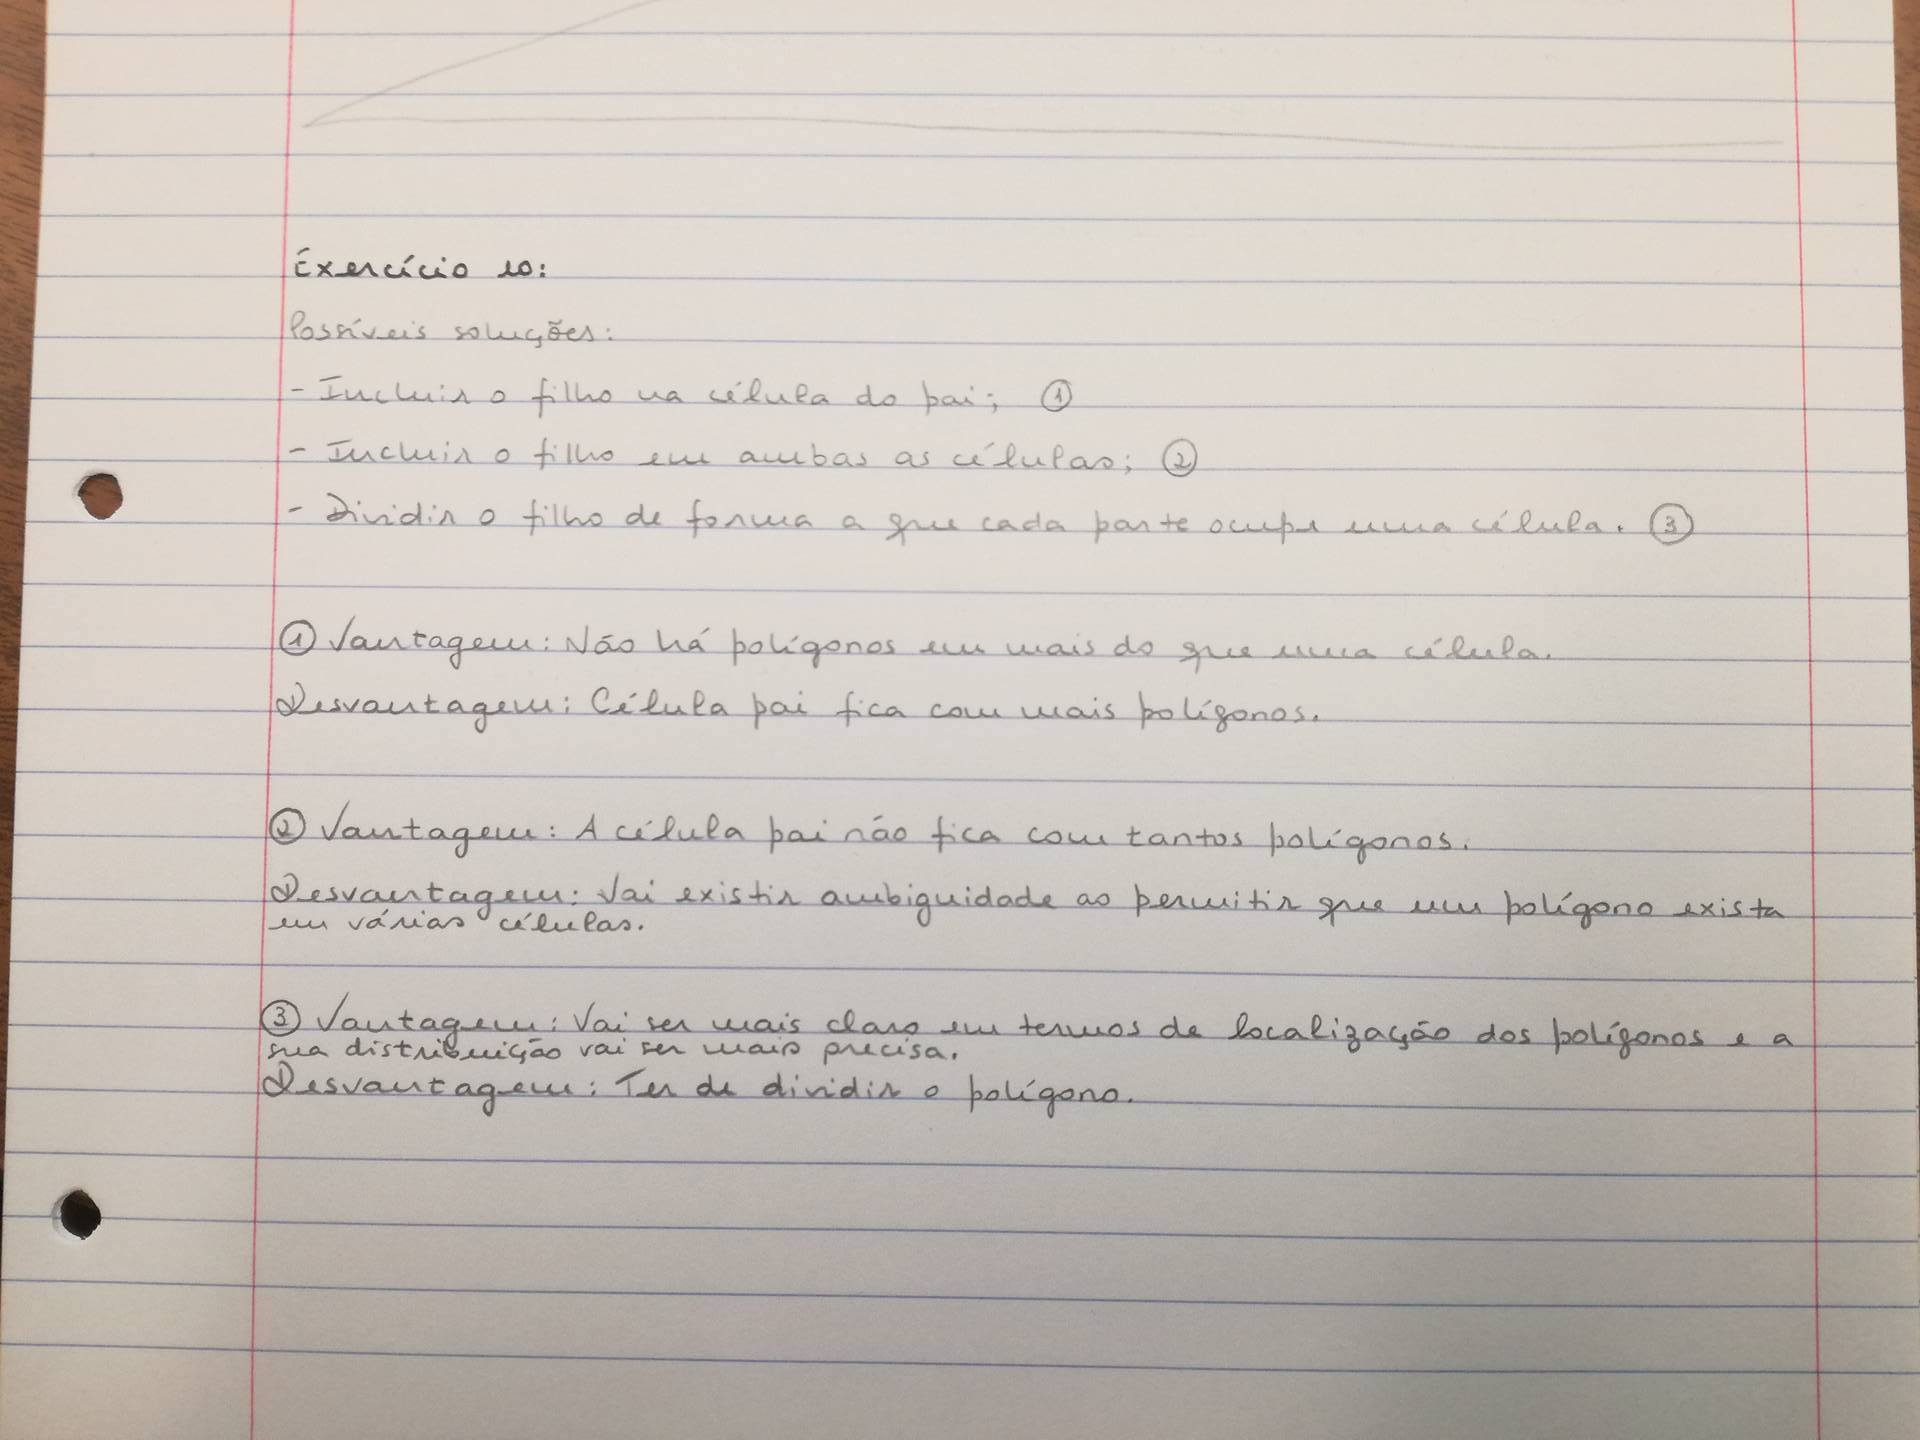 Exercício 10:
Possíveis soluções:
- Incluir o filho na célula do pai; ①
- Incluir o filho em ambas as células; ②
- Dividir o filho de forma a que cada parte ocupe uma célula. ③
① Vantagem: Não há polígonos em mais do que uma célula.
Desvantagem: Célula pai fica com mais polígonos.
② Vantagem: A célula pai não fica com tantos polígonos.
Desvantagem: Vai existir ambiguidade ao permitir que um polígono exista
em várias células.
③ Vantagem: Vai ser mais claro em termos de localização dos polígonos e a
sua distribuição vai ser mais precisa.
Desvantagem: Ter de dividir o polígono.